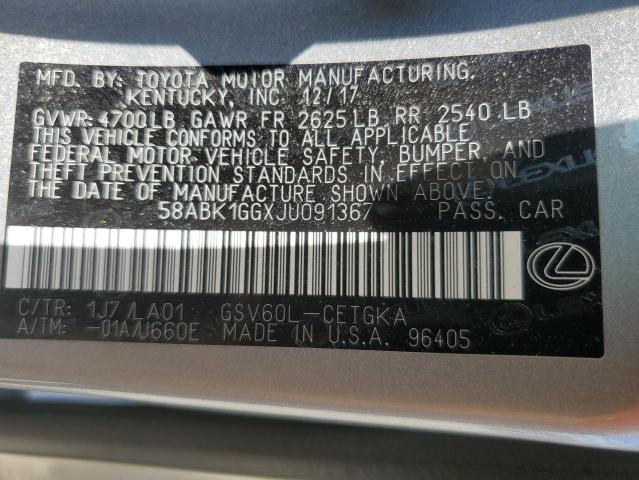 MFD. BY: TOYOTA MOTOR MANUFACTURING,
KENTUCKY, INC. 12/17
GVWR 4700LB GAWR FR 2625LB RR 2540 LB
THIS VEHICLE CONFORMS TO ALL APPLICABLE
FEDERAL MOTOR VEHICLE SAFETY, BUMPER, AND
THEFT PREVENTION STANDARDS IN EFFECT ON
THE DATE OF MANUFACTURE SHOWN ABOVE.
58ABK1GGXJU091367 PASS. CAR
C/TR: 1J7/LA01 GSV60L-CETGKA
A/TM: -01A/U660E MADE IN U.S.A. 96405